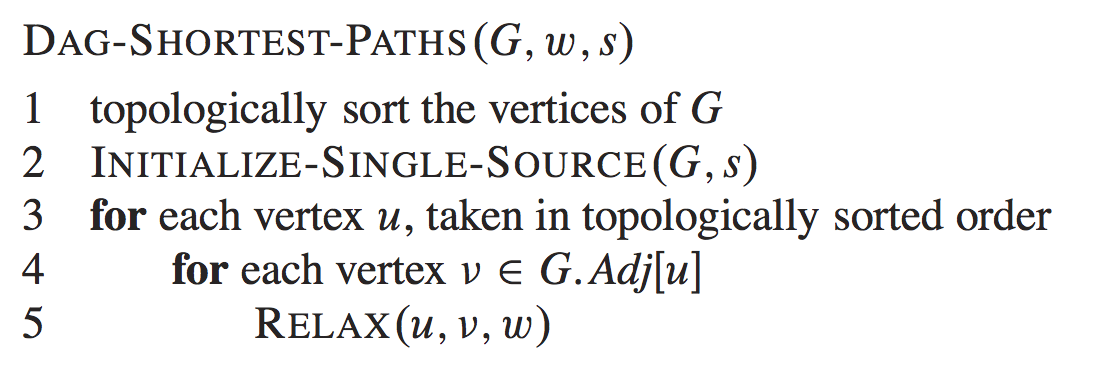 DAG-SHORTEST-PATHS(G, w, s)
1 topologically sort the vertices of G
2 INITIALIZE-SINGLE-SOURCE(G, s)
3 for each vertex u, taken in topologically sorted order
4 for each vertex v ∈ G.Adj[u]
5 RELAX(u, v, w)